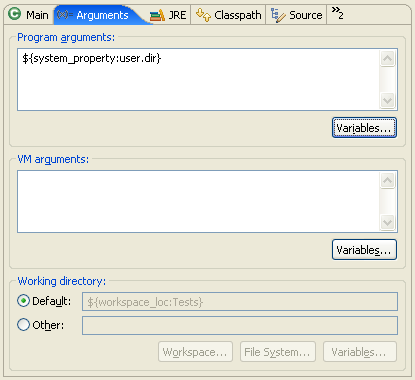 Main Arguments JRE Classpath Source »2
Program arguments:
${system_property:user.dir}
Variables...
VM arguments:
Variables...
Working directory:
Default: ${workspace_loc:Tests}
Other:
Workspace... File System... Variables...